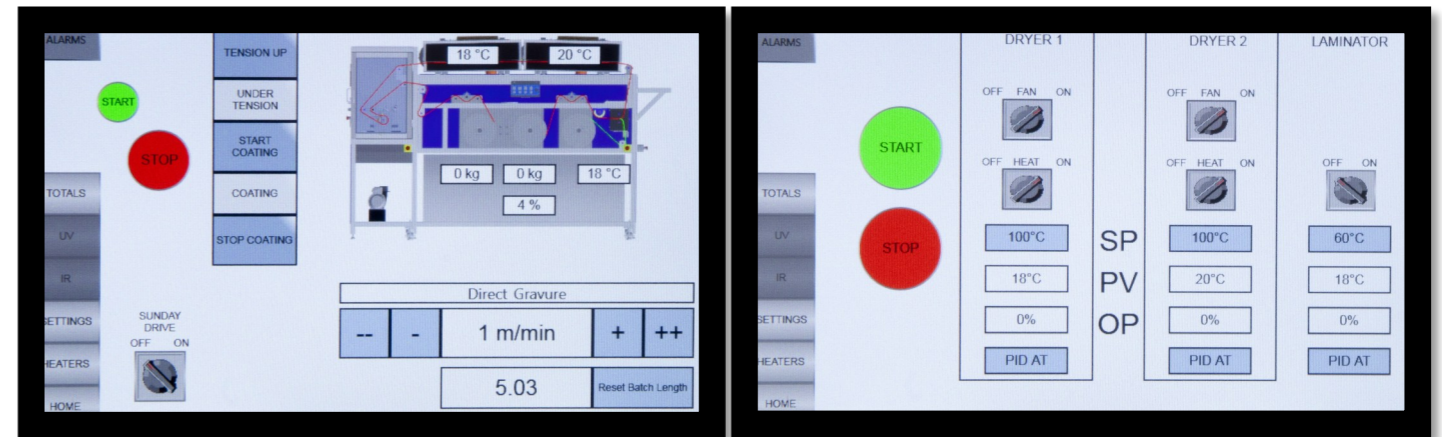 ALARMS
START
STOP
TENSION UP
UNDER
TENSION
START
COATING
COATING
STOP COATING
18 °C
20 °C
0 kg
0 kg
18 °C
4 %
TOTALS
UV
IR
SETTINGS
HEATERS
HOME
SUNDAY
DRIVE
OFF ON
Direct Gravure
-- - 1 m/min + ++
5.03 Reset Batch Length
ALARMS
START
STOP
TOTALS
UV
IR
SETTINGS
HEATERS
HOME
DRYER 1 DRYER 2 LAMINATOR
OFF FAN ON OFF FAN ON
OFF HEAT ON OFF HEAT ON OFF ON
100°C SP 100°C 60°C
18°C PV 20°C 18°C
0% OP 0% 0%
PID AT PID AT PID AT